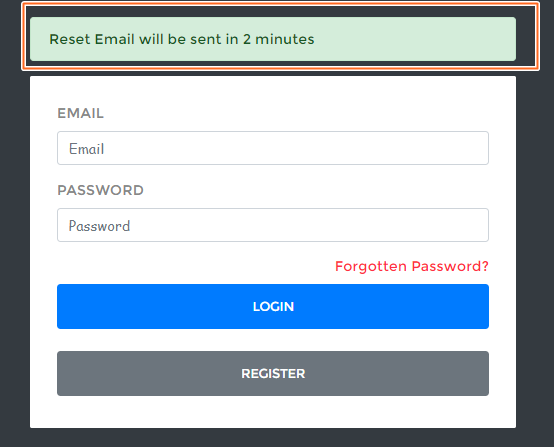 Reset Email will be sent in 2 minutes
EMAIL
Email
PASSWORD
Password
Forgotten Password?
LOGIN
REGISTER